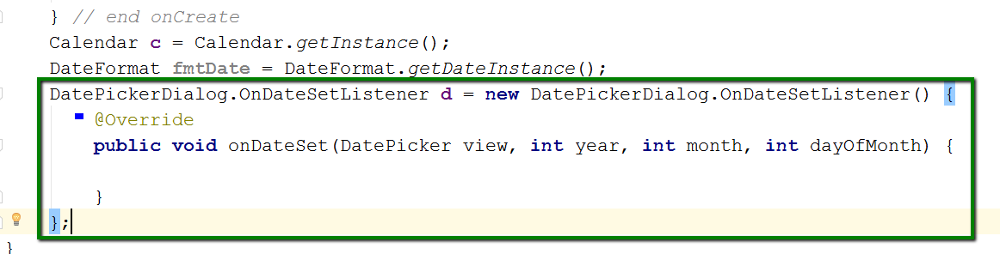 } // end onCreate
Calendar c = Calendar.getInstance();
DateFormat fmtDate = DateFormat.getDateInstance();
DatePickerDialog.OnDateSetListener d = new DatePickerDialog.OnDateSetListener() {
@Override
public void onDateSet(DatePicker view, int year, int month, int dayOfMonth) {
}
};
}